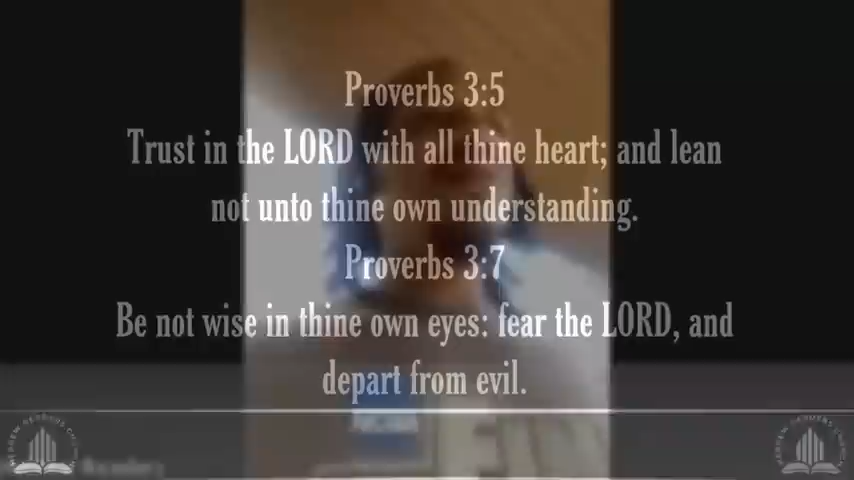 Proverbs 3:5
Trust in the LORD with all thine heart; and lean
not unto thine own understanding.
Proverbs 3:7
Be not wise in thine own eyes: fear the LORD, and
depart from evil.